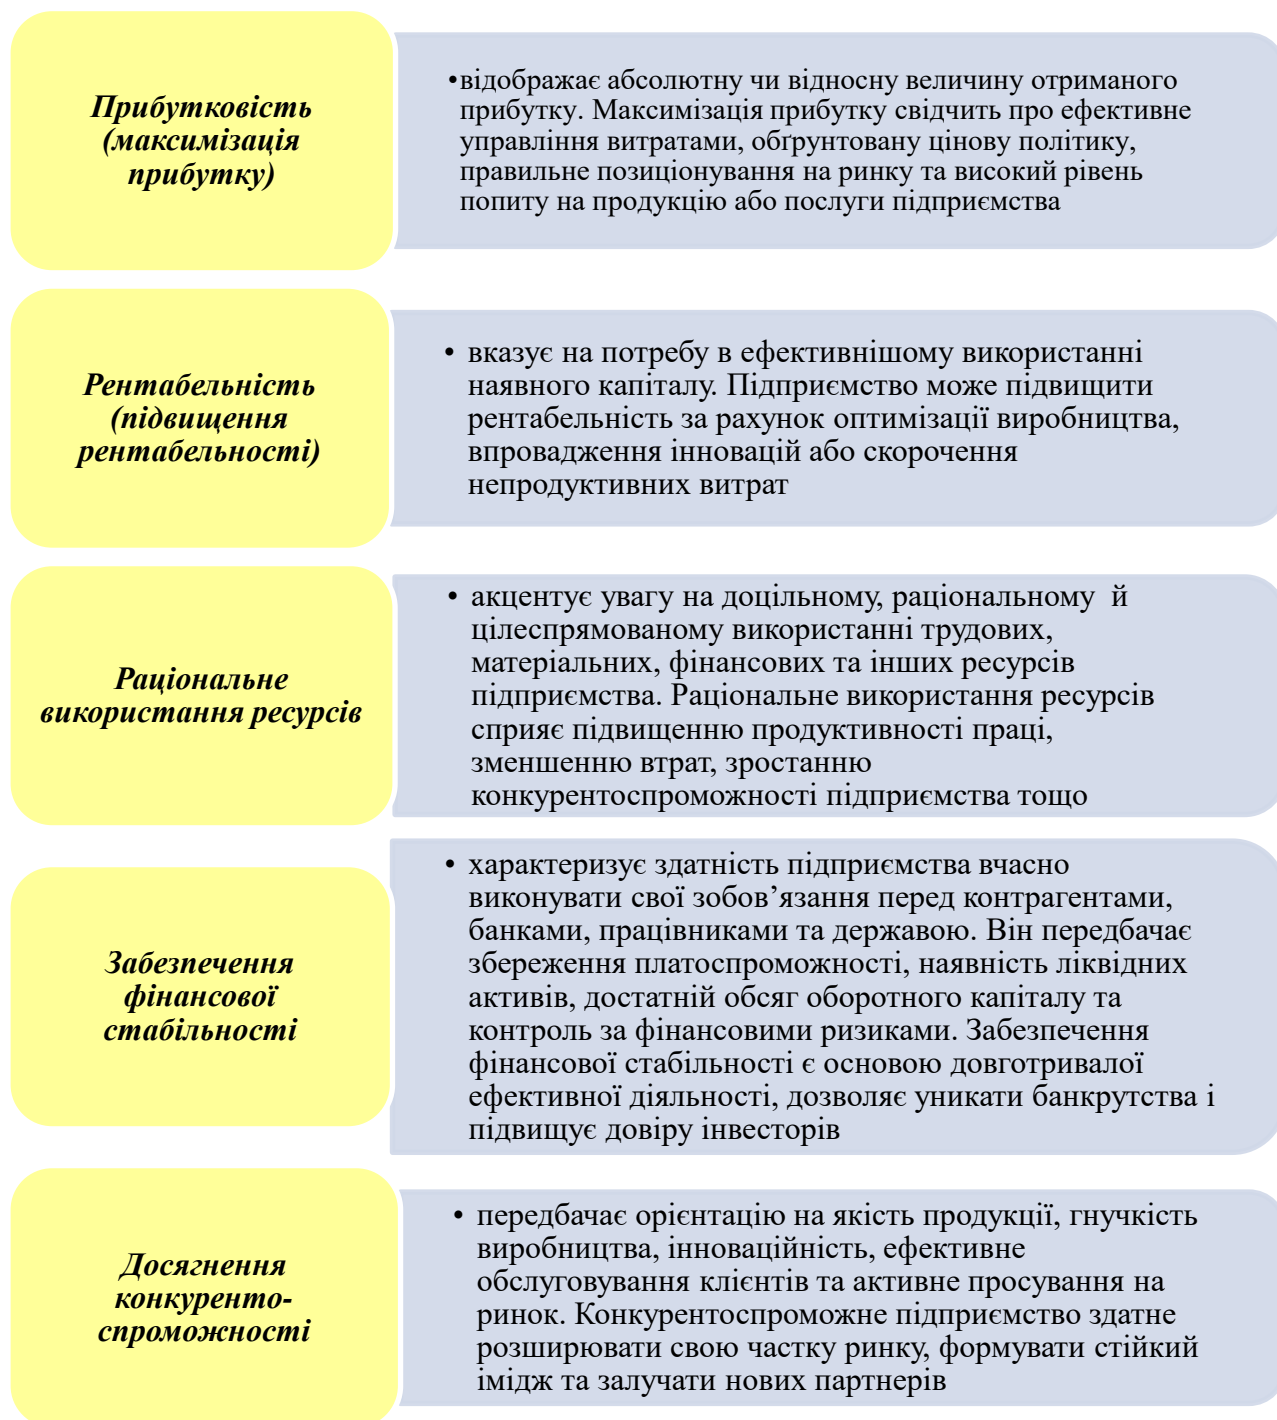 Прибутковість
(максимізація
прибутку)
•відображає абсолютну чи відносну величину отриманого
прибутку. Максимізація прибутку свідчить про ефективне
управління витратами, обґрунтовану цінову політику,
правильне позиціонування на ринку та високий рівень
попиту на продукцію або послуги підприємства
Рентабельність
(підвищення
рентабельності)
• вказує на потребу в ефективнішому використанні
наявного капіталу. Підприємство може підвищити
рентабельність за рахунок оптимізації виробництва,
впровадження інновацій або скорочення
непродуктивних витрат
Раціональне
використання ресурсів
• акцентує увагу на доцільному, раціональному й
цілеспрямованому використанні трудових,
матеріальних, фінансових та інших ресурсів
підприємства. Раціональне використання ресурсів
сприяє підвищенню продуктивності праці,
зменшенню втрат, зростанню
конкурентоспроможності підприємства тощо
Забезпечення
фінансової
стабільності
• характеризує здатність підприємства вчасно
виконувати свої зобов’язання перед контрагентами,
банками, працівниками та державою. Він передбачає
збереження платоспроможності, наявність ліквідних
активів, достатній обсяг оборотного капіталу та
контроль за фінансовими ризиками. Забезпечення
фінансової стабільності є основою довготривалої
ефективної діяльності, дозволяє уникати банкрутства і
підвищує довіру інвесторів
Досягнення
конкуренто-
спроможності
• передбачає орієнтацію на якість продукції, гнучкість
виробництва, інноваційність, ефективне
обслуговування клієнтів та активне просування на
ринок. Конкурентоспроможне підприємство здатне
розширювати свою частку ринку, формувати стійкий
імідж та залучати нових партнерів